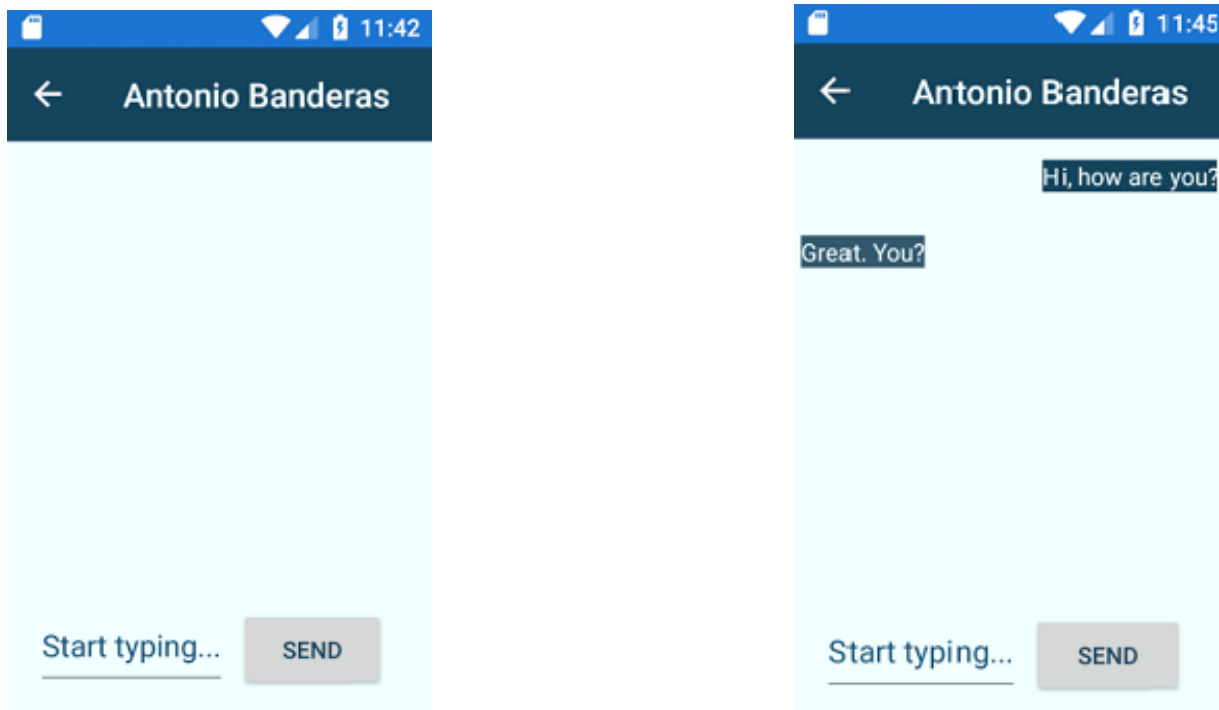 11:42
Antonio Banderas
Start typing...
SEND
11:45
Antonio Banderas
Hi, how are you?
Great. You?
Start typing...
SEND